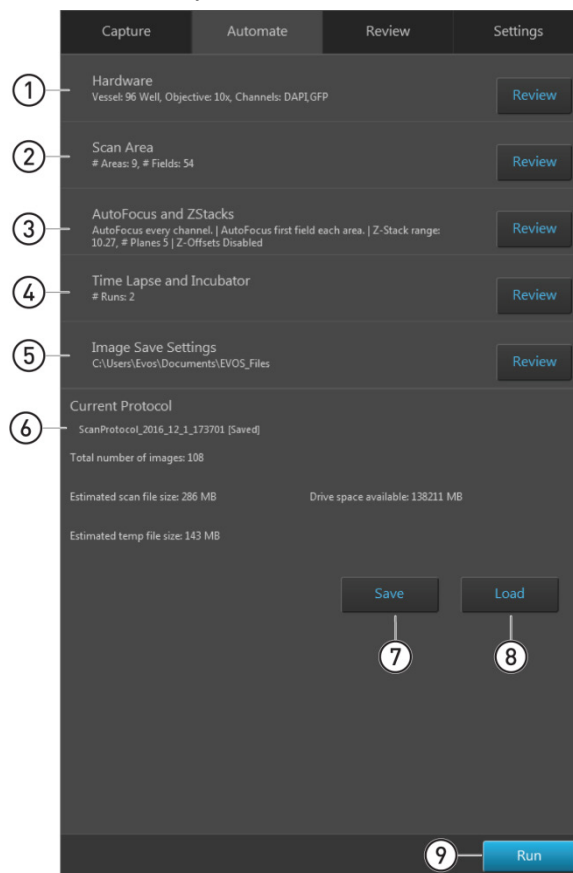 Capture Automate Review Settings
1 Hardware
Vessel: 96 Well, Objective: 10x, Channels: DAPI,GFP
Review
2 Scan Area
# Areas: 9, # Fields: 54
Review
3 AutoFocus and ZStacks
AutoFocus every channel. | AutoFocus first field each area. | Z-Stack range:
10.27, # Planes 5 | Z-Offsets Disabled
Review
4 Time Lapse and Incubator
# Runs: 2
Review
5 Image Save Settings
C:\Users\Evos\Documents\EVOS_Files
Review
Current Protocol
6 ScanProtocol_2016_12_1_173701 [Saved]
Total number of images: 108
Estimated scan file size: 286 MB Drive space available: 138211 MB
Estimated temp file size: 143 MB
Save Load
7 8
9 Run